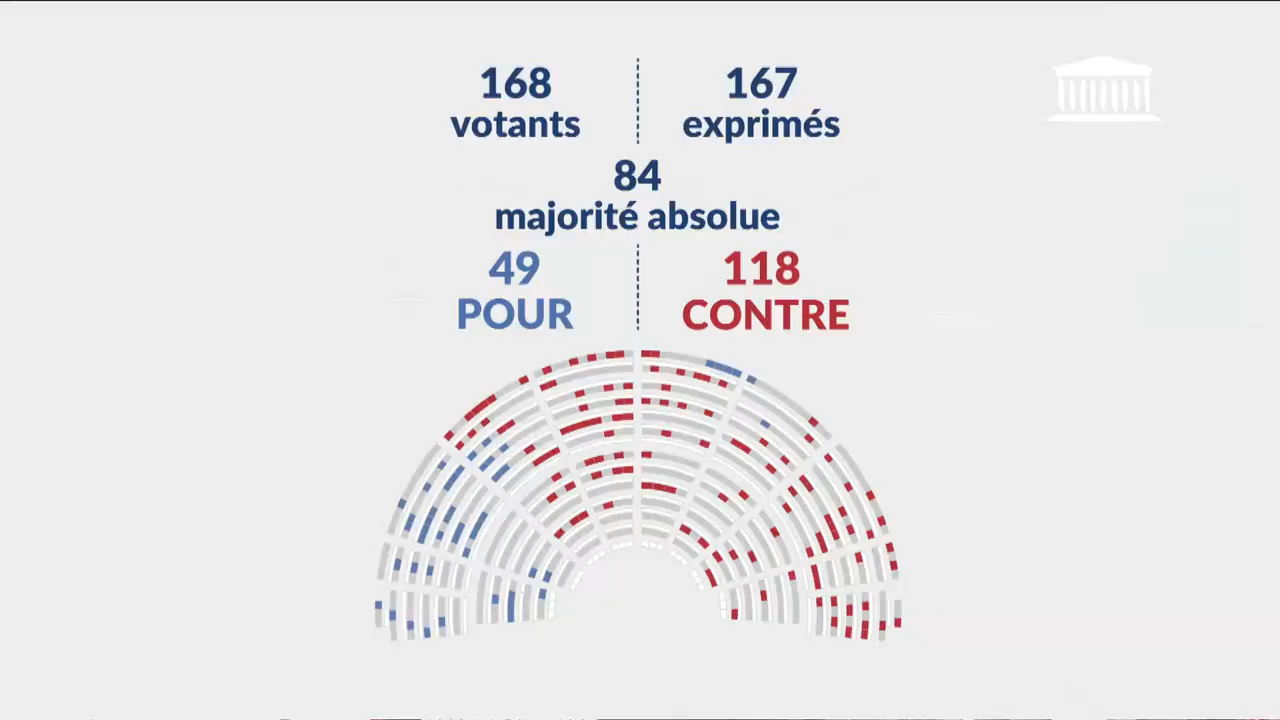 168
votants
167
exprimés
84
majorité absolue
49
POUR
118
CONTRE